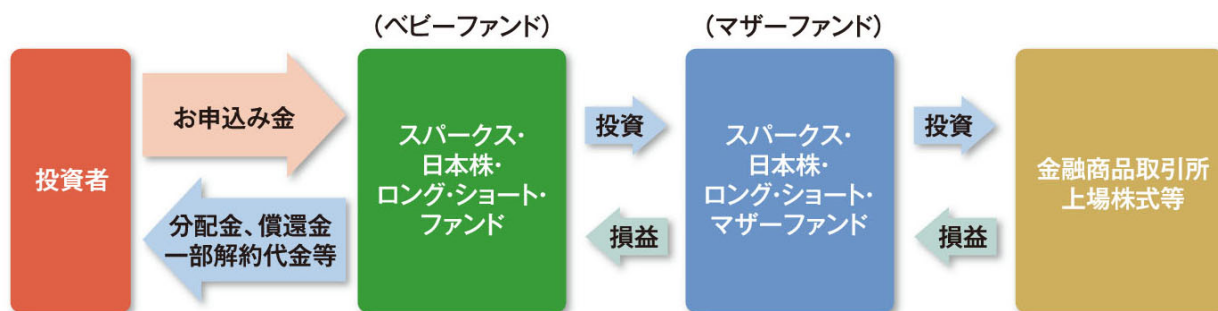 （ベビーファンド）
（マザーファンド）
投資者
お申込み金
分配金、償還金
一部解約代金等
スパークス・
日本株・
ロング・ショート・
ファンド
投資
損益
スパークス・
日本株・
ロング・ショート・
マザーファンド
投資
損益
金融商品取引所
上場株式等